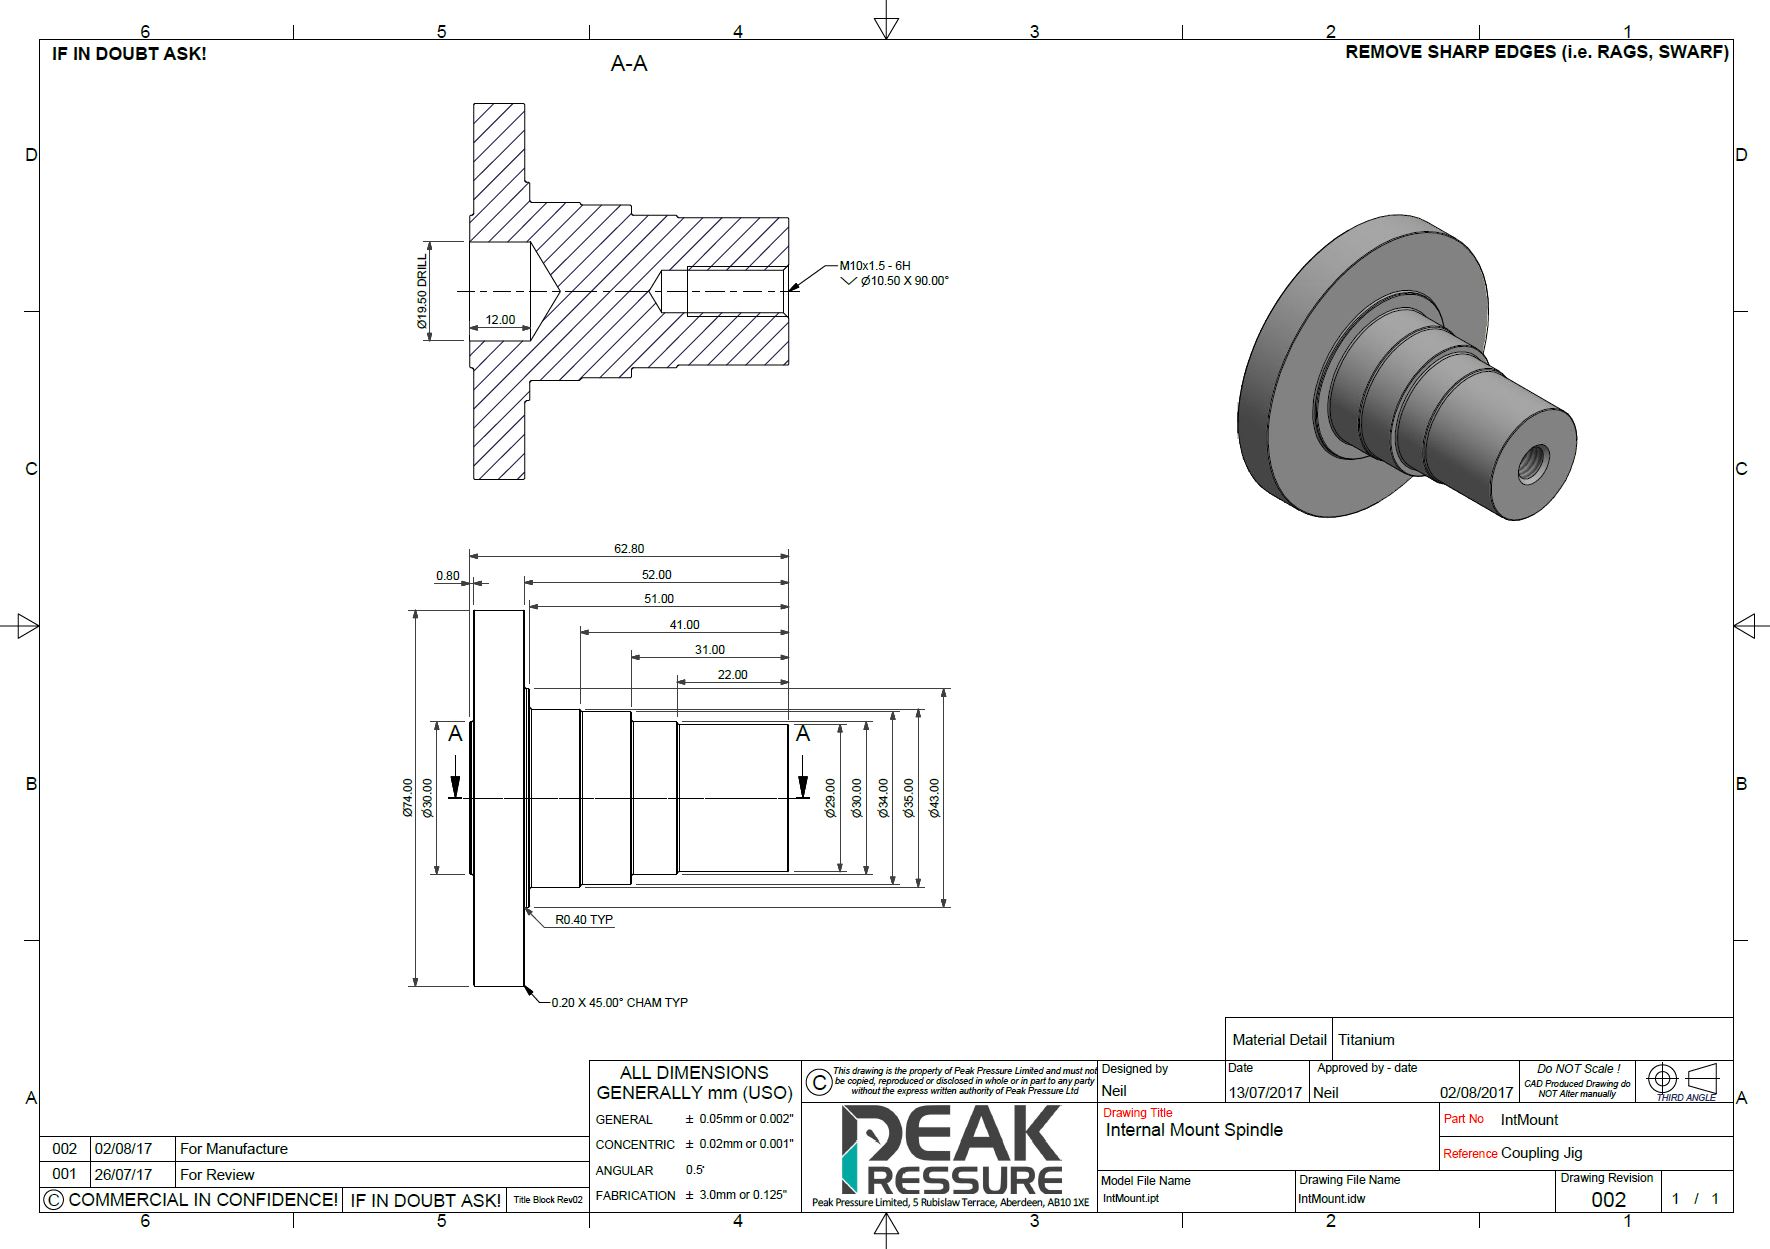 6 5 4 3 2 1
IF IN DOUBT ASK!
REMOVE SHARP EDGES (i.e. RAGS, SWARF)
A-A
D
D
Ø19.50 DRILL
12.00
M10x1.5 - 6H
Ø10.50 X 90.00°
C
C
62.80
0.80
52.00
51.00
41.00
31.00
22.00
A
A
B
B
Ø74.00
Ø30.00
Ø29.00
Ø30.00
Ø34.00
Ø35.00
Ø43.00
R0.40 TYP
0.20 X 45.00° CHAM TYP
A
A
Material Detail Titanium
ALL DIMENSIONS
GENERALLY mm (USO)
GENERAL ± 0.05mm or 0.002"
CONCENTRIC ± 0.02mm or 0.001"
ANGULAR 0.5°
FABRICATION ± 3.0mm or 0.125"
© This drawing is the property of Peak Pressure Limited and must not
be copied, reproduced or disclosed in whole or in part to any party
without the express written authority of Peak Pressure Ltd
PEAK
PRESSURE
Peak Pressure Limited, 5 Rubislaw Terrace, Aberdeen, AB10 1XE
Designed by
Neil
Date
13/07/2017
Approved by - date
Neil 02/08/2017
Do NOT Scale !
CAD Produced Drawing do
NOT Alter manually
THIRD ANGLE
Drawing Title
Internal Mount Spindle
Part No IntMount
Reference Coupling Jig
Model File Name
IntMount.ipt
Drawing File Name
IntMount.idw
Drawing Revision
002
1 / 1
002 02/08/17 For Manufacture
001 26/07/17 For Review
© COMMERCIAL IN CONFIDENCE! IF IN DOUBT ASK! Title Block Rev02
6 5 4 3 2 1